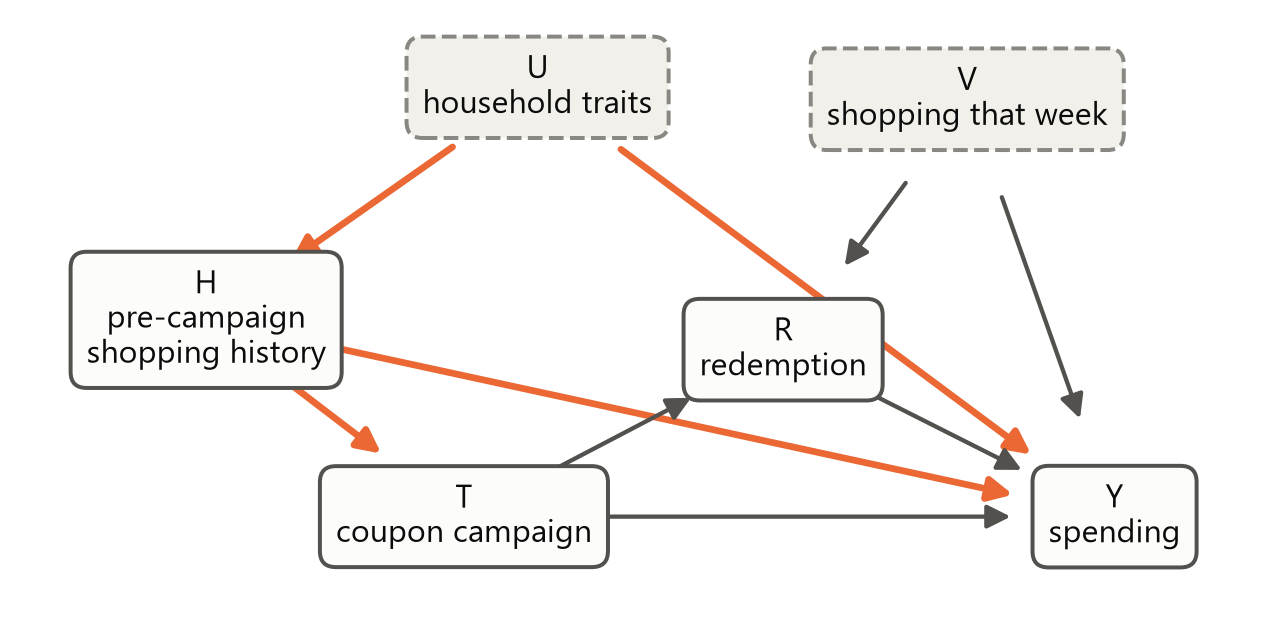 U
household traits
V
shopping that week
H
pre-campaign
shopping history
R
redemption
T
coupon campaign
Y
spending